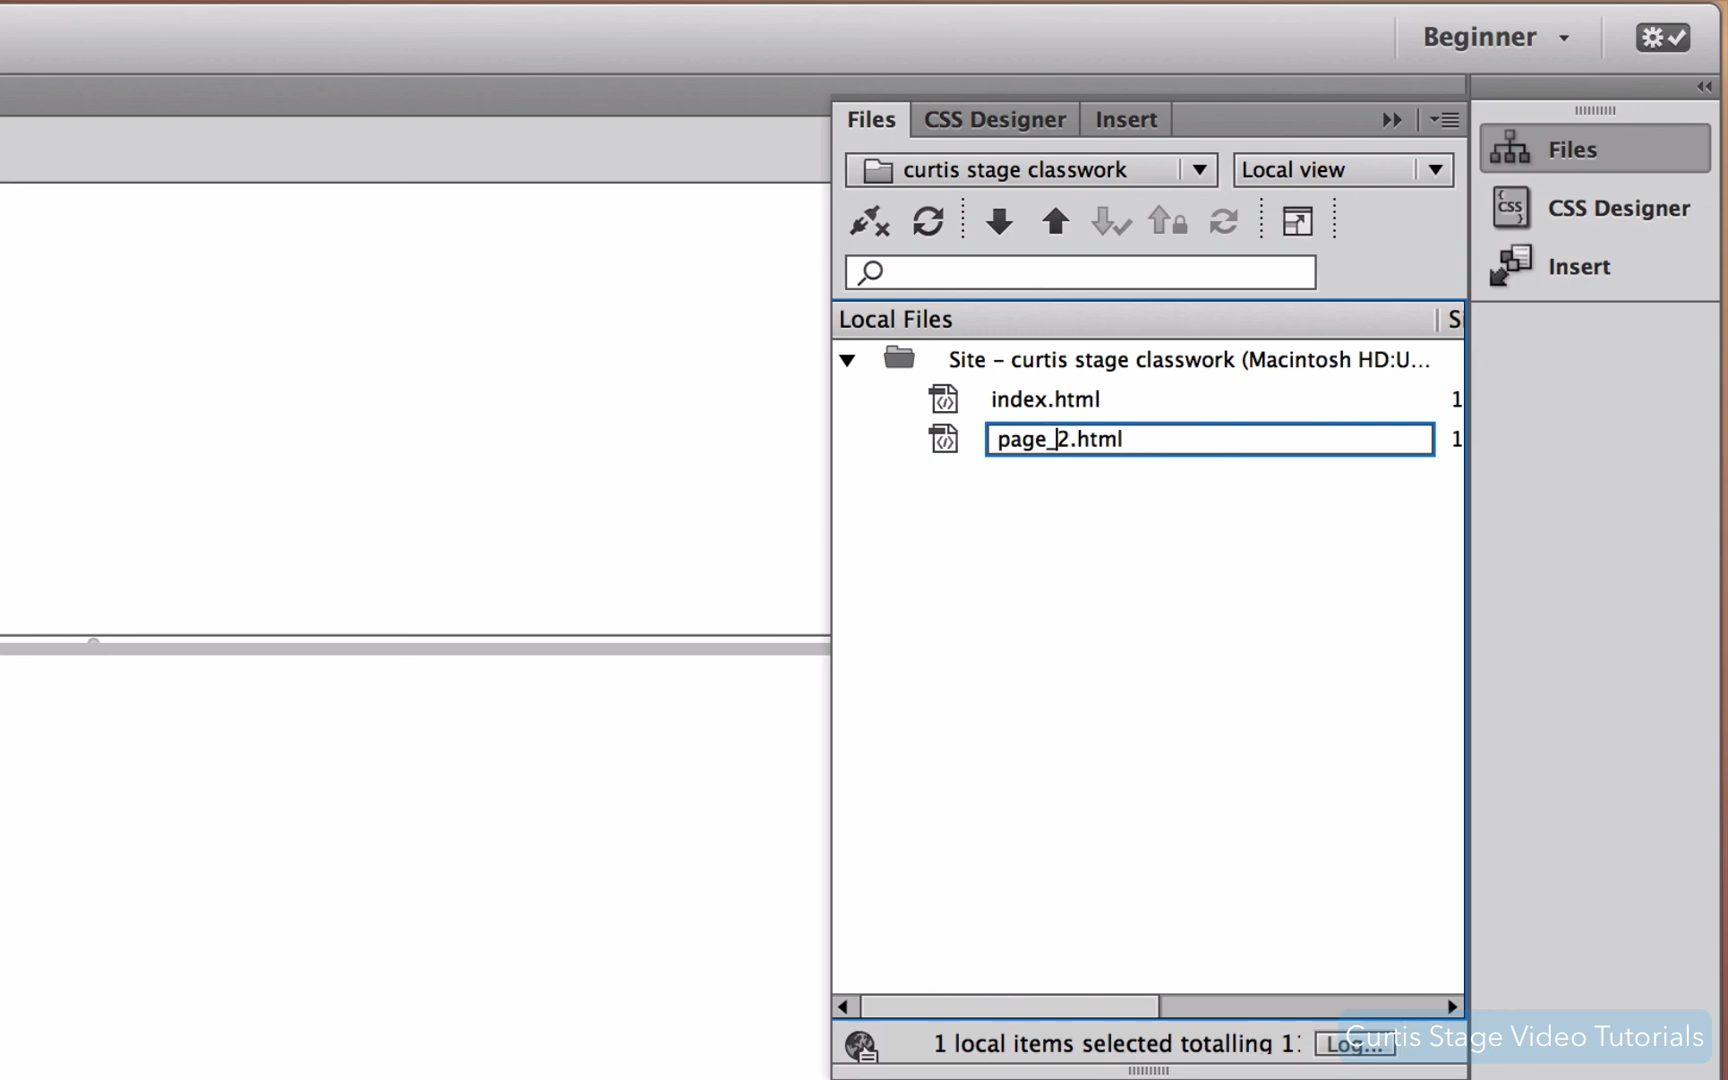 Beginner
Files CSS Designer Insert
curtis stage classwork Local view
Local Files
Site – curtis stage classwork (Macintosh HD:U...
index.html 1
page_2.html 1
1 local items selected totalling 1
Log...
Files
CSS
CSS Designer
Insert
Curtis Stage Video Tutorials